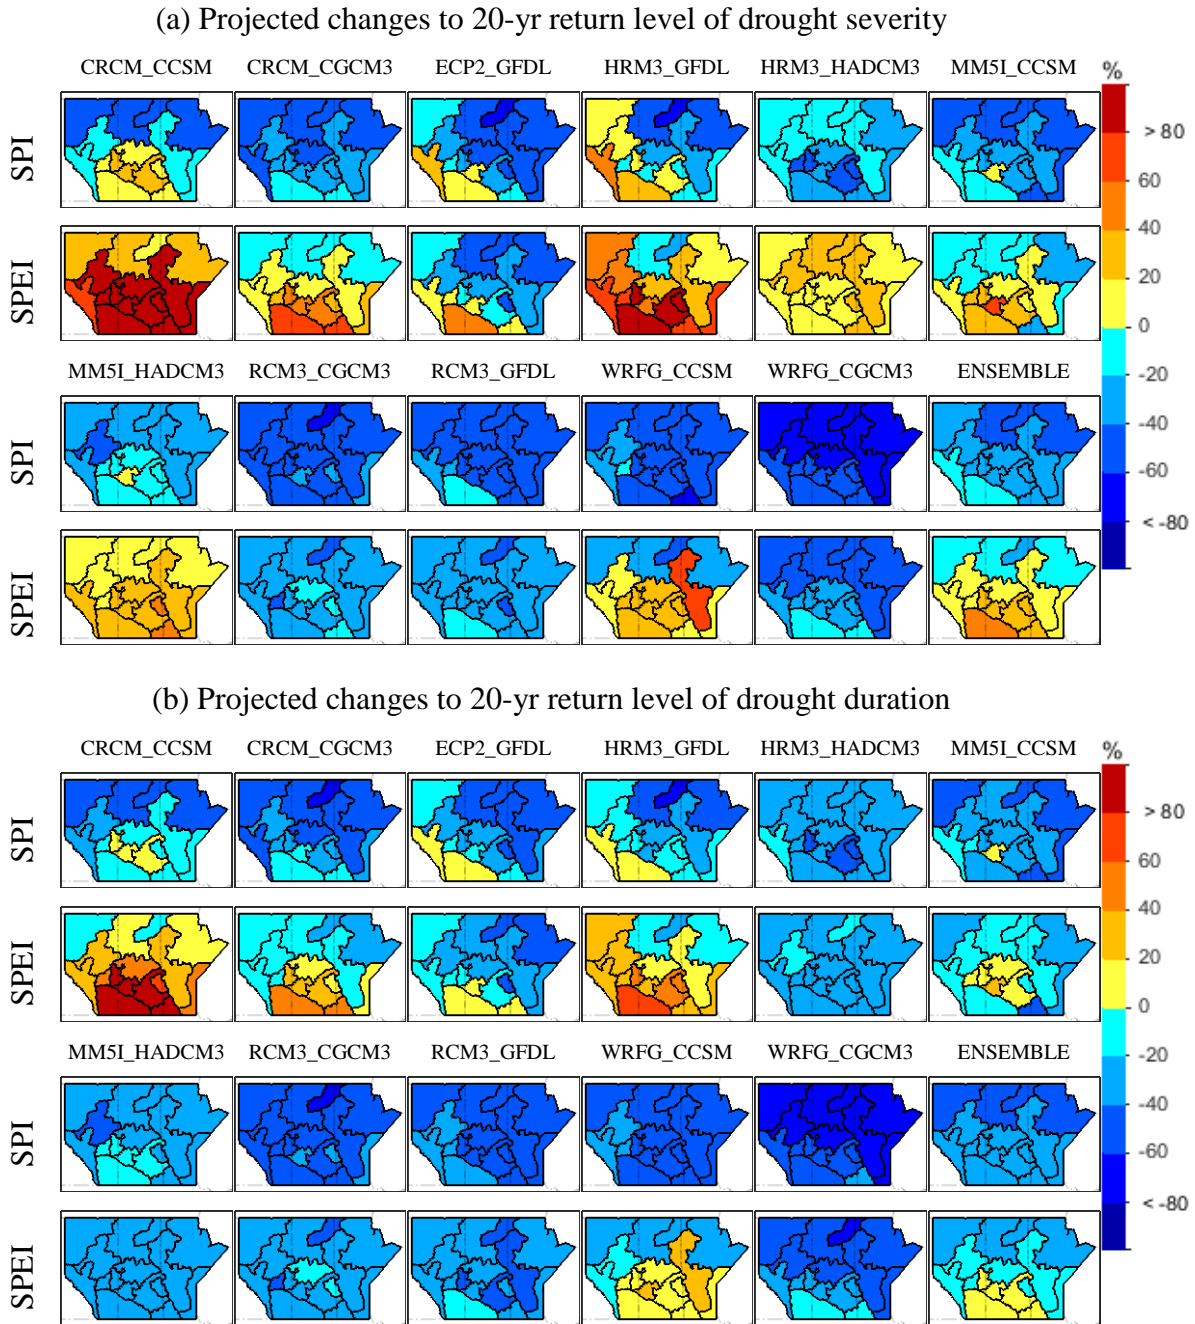 (a) Projected changes to 20-yr return level of drought severity
CRCM_CCSM CRCM_CGCM3 ECP2_GFDL HRM3_GFDL HRM3_HADCM3 MM5I_CCSM %
SPI
SPEI
MM5I_HADCM3 RCM3_CGCM3 RCM3_GFDL WRFG_CCSM WRFG_CGCM3 ENSEMBLE
SPI
SPEI
> 80
60
40
20
0
-20
-40
-60
< -80
(b) Projected changes to 20-yr return level of drought duration
CRCM_CCSM CRCM_CGCM3 ECP2_GFDL HRM3_GFDL HRM3_HADCM3 MM5I_CCSM %
SPI
SPEI
MM5I_HADCM3 RCM3_CGCM3 RCM3_GFDL WRFG_CCSM WRFG_CGCM3 ENSEMBLE
SPI
SPEI
> 80
60
40
20
0
-20
-40
-60
< -80